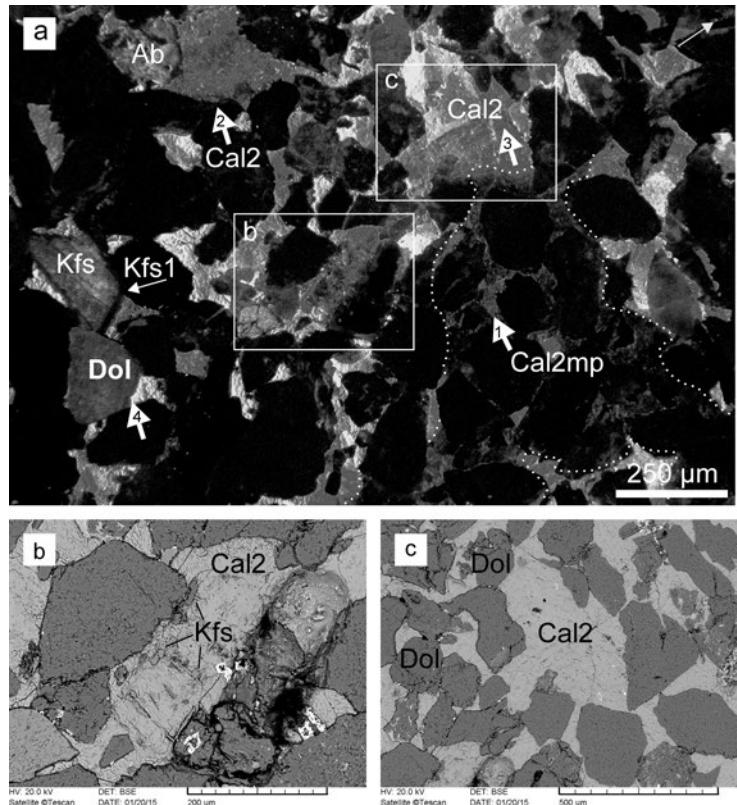 a
Ab
2
Cal2
c
Cal2
3
b
Kfs
Kfs1
Dol
4
1
Cal2mp
250 µm
b
Cal2
Kfs
HV: 20.0 kV DET: BSE
Satellite ©Tescan DATE: 01/20/15 200 um
c
Dol
Cal2
Dol
HV: 20.0 kV DET: BSE
Satellite ©Tescan DATE: 01/20/15 500 um